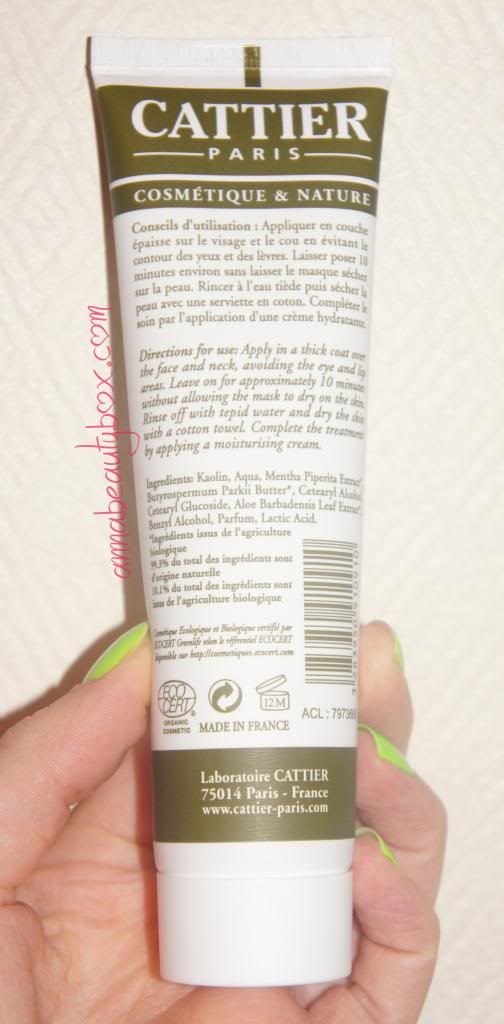 CATTIER
PARIS
COSMÉTIQUE & NATURE
Conseils d'utilisation : Appliquer en couche
épaisse sur le visage et le cou en évitant le
contour des yeux et des lèvres. Laisser poser 10
minutes environ sans laisser le masque sécher
sur la peau. Rincer à l'eau tiède puis sécher la
peau avec une serviette en coton. Compléter le
soin par l'application d'une crème hydratante.
Directions for use: Apply in a thick coat over
the face and neck, avoiding the eye and lip
areas. Leave on for approximately 10 minutes
without allowing the mask to dry on the skin.
Rinse off with tepid water and dry the skin
with a cotton towel. Complete the treatment
by applying a moisturising cream.
Ingredients: Kaolin, Aqua, Mentha Piperita Extract*
Butyrospermum Parkii Butter*, Cetearyl Alcohol
Cetearyl Glucoside, Aloe Barbadensis Leaf Extract*
Benzyl Alcohol, Parfum, Lactic Acid.
*Ingrédients issus de l'agriculture
biologique
99.3% du total des ingrédients sont
d'origine naturelle
10.1% du total des ingrédients sont
issus de l'agriculture biologique
Cosmétique Ecologique et Biologique certifié par
ECOCERT Greenlife selon le référentiel ECOCERT
disponible sur http://cosmetiques.ecocert.com
3 283950 910910
ECO
CERT®
ORGANIC
COSMETIC
12M
MADE IN FRANCE
ACL : 797366
Laboratoire CATTIER
75014 Paris - France
www.cattier-paris.com
annabeautybox.com